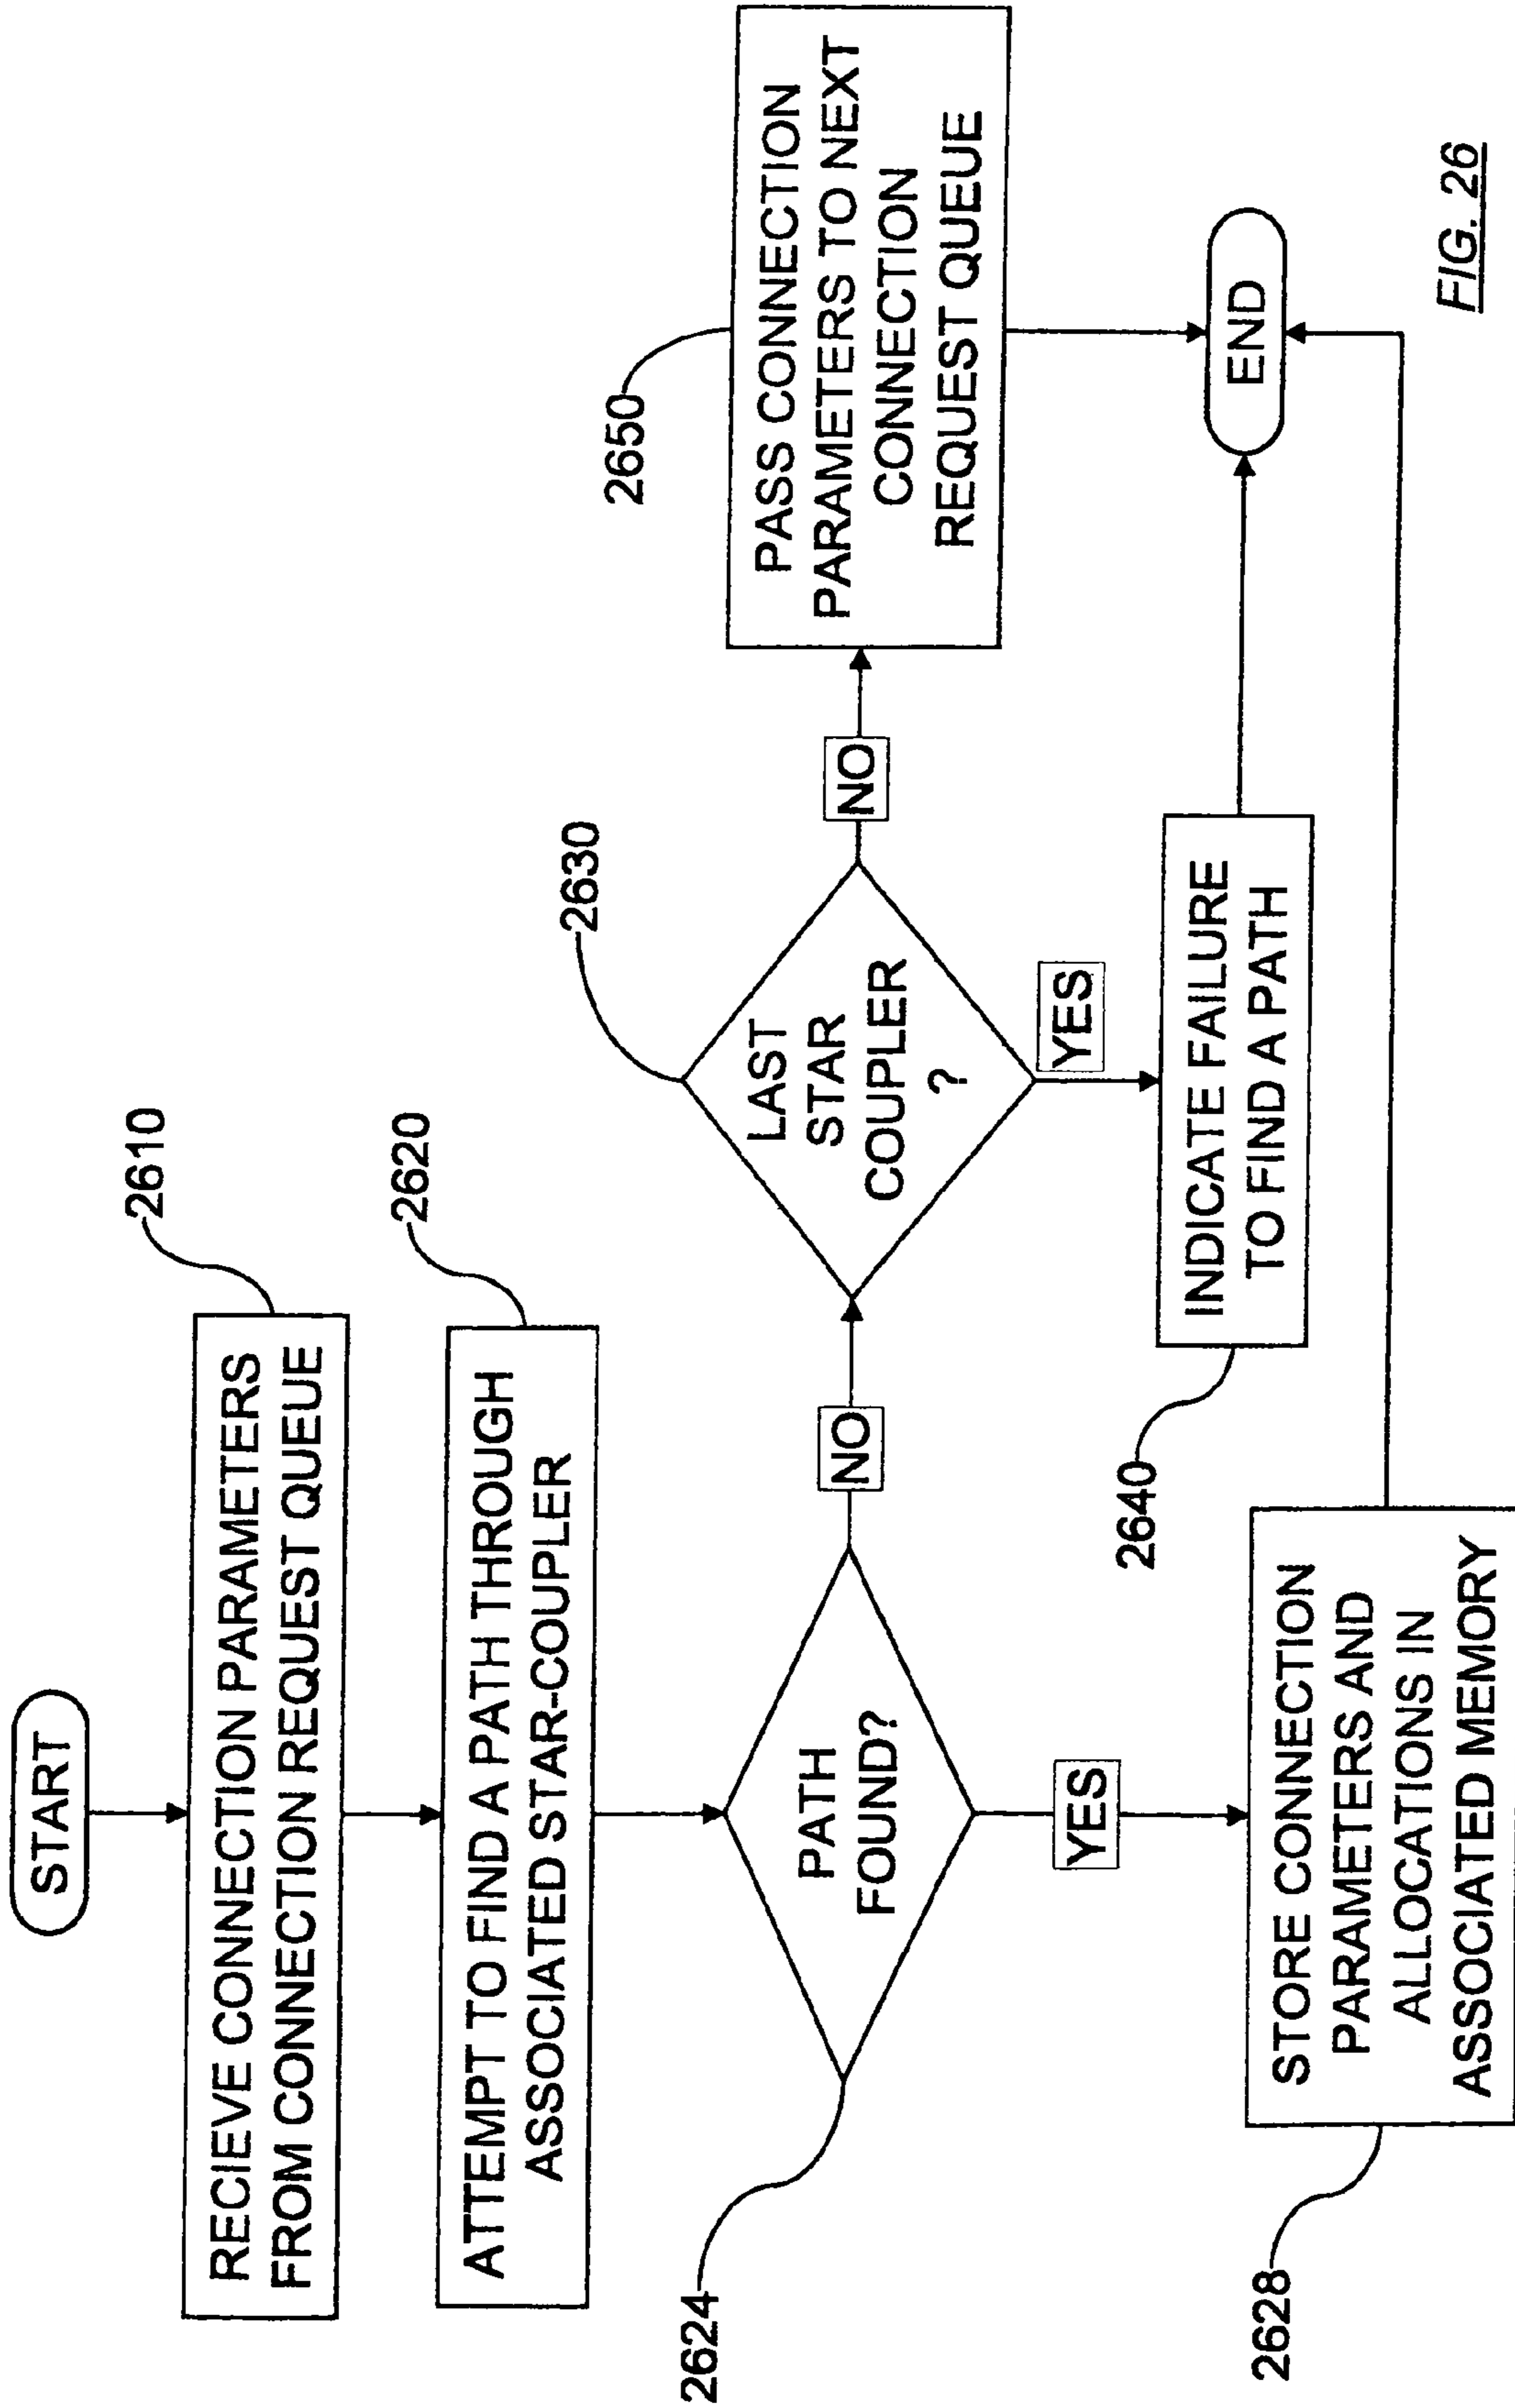 START
2610
RECIEVE CONNECTION PARAMETERS
FROM CONNECTION REQUEST QUEUE
2620
ATTEMPT TO FIND A PATH THROUGH
ASSOCIATED STAR-COUPLER
2624
PATH
FOUND?
NO
YES
2628
STORE CONNECTION
PARAMETERS AND
ALLOCATIONS IN
ASSOCIATED MEMORY
2630
LAST
STAR
COUPLER
?
NO
YES
2640
INDICATE FAILURE
TO FIND A PATH
2650
PASS CONNECTION
PARAMETERS TO NEXT
CONNECTION
REQUEST QUEUE
END
FIG. 26